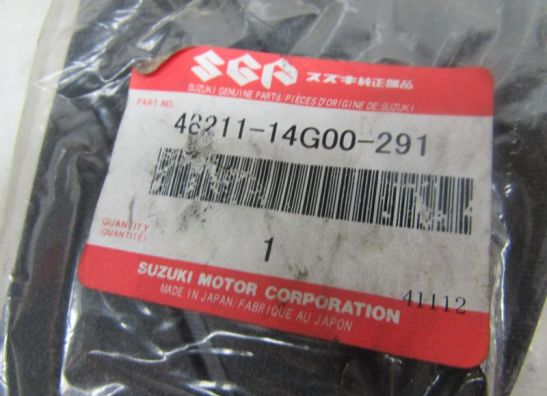 SGP スズキ純正部品
SUZUKI GENUINE PARTS/PIÈCES D'ORIGINE DE SUZUKI
PART NO.
48211-14G00-291
QUANTITY
(QUANTITÉ)
1
SUZUKI MOTOR CORPORATION
41112
MADE IN JAPAN/FABRIQUE AU JAPON